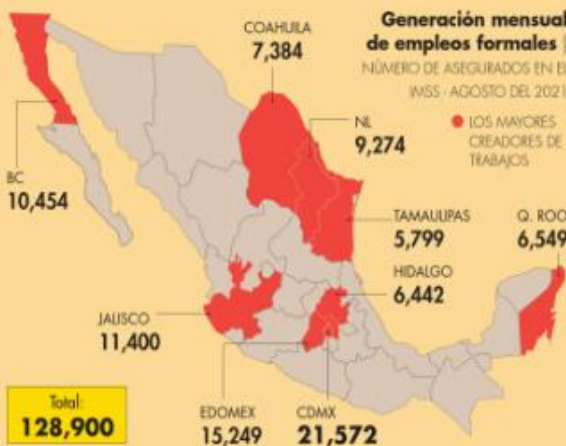 Generación mensual
de empleos formales
NÚMERO DE ASEGURADOS EN EL
IMSS - AGOSTO DEL 2021
LOS MAYORES
CREADORES DE
TRABAJOS
COAHUILA
7,384
NL
9,274
BC
10,454
TAMAULIPAS
5,799
Q. ROO
6,549
HIDALGO
6,442
JALISCO
11,400
EDOMEX
15,249
CDMX
21,572
Total:
128,900